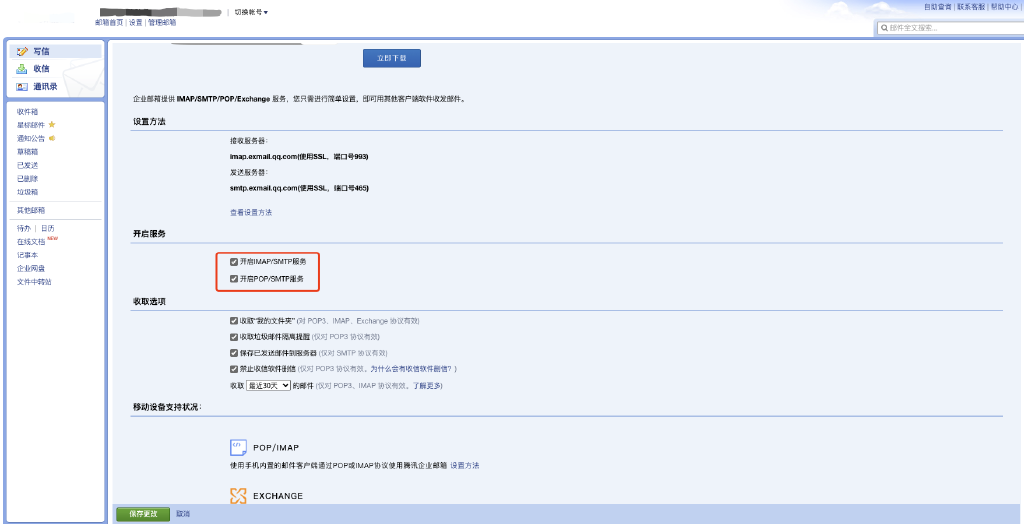 切换帐号▾
自助查询 | 联系客服 | 帮助中心 |
邮箱首页 | 设置 | 管理邮箱
邮件全文搜索...
写信
收信
通讯录
收件箱
星标邮件
通知公告
草稿箱
已发送
已删除
垃圾箱
其他邮箱
待办 | 日历
在线文档 NEW
记事本
企业网盘
文件中转站
立即下载
企业邮箱提供 IMAP/SMTP/POP/Exchange 服务，您只需进行简单设置，即可用其他客户端软件收发邮件。
设置方法
接收服务器：
imap.exmail.qq.com(使用SSL，端口号993)
发送服务器：
smtp.exmail.qq.com(使用SSL，端口号465)
查看设置方法
开启服务
开启IMAP/SMTP服务
开启POP/SMTP服务
收取选项
收取“我的文件夹” (对 POP3、IMAP、Exchange 协议有效)
收取垃圾邮件隔离提醒 (仅对 POP3 协议有效)
保存已发送邮件到服务器 (仅对 SMTP 协议有效)
禁止收信软件删信 (仅对 POP3 协议有效，为什么会有收信软件删信？)
收取 最近30天 的邮件 (仅对 POP3、IMAP 协议有效，了解更多)
移动设备支持状况：
POP/IMAP
使用手机内置的邮件客户端通过POP或IMAP协议使用腾讯企业邮箱 设置方法
EXCHANGE
保存更改
取消